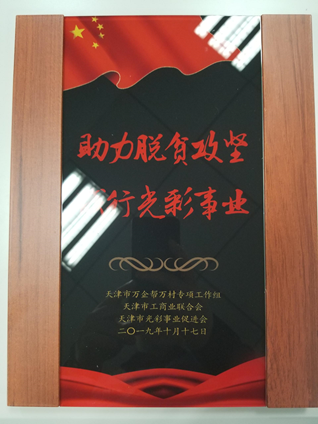 助力脱贫攻坚
行光彩事业
天津市万企帮万村专项工作组
天津市工商业联合会
天津市光彩事业促进会
二〇一九年十月十七日